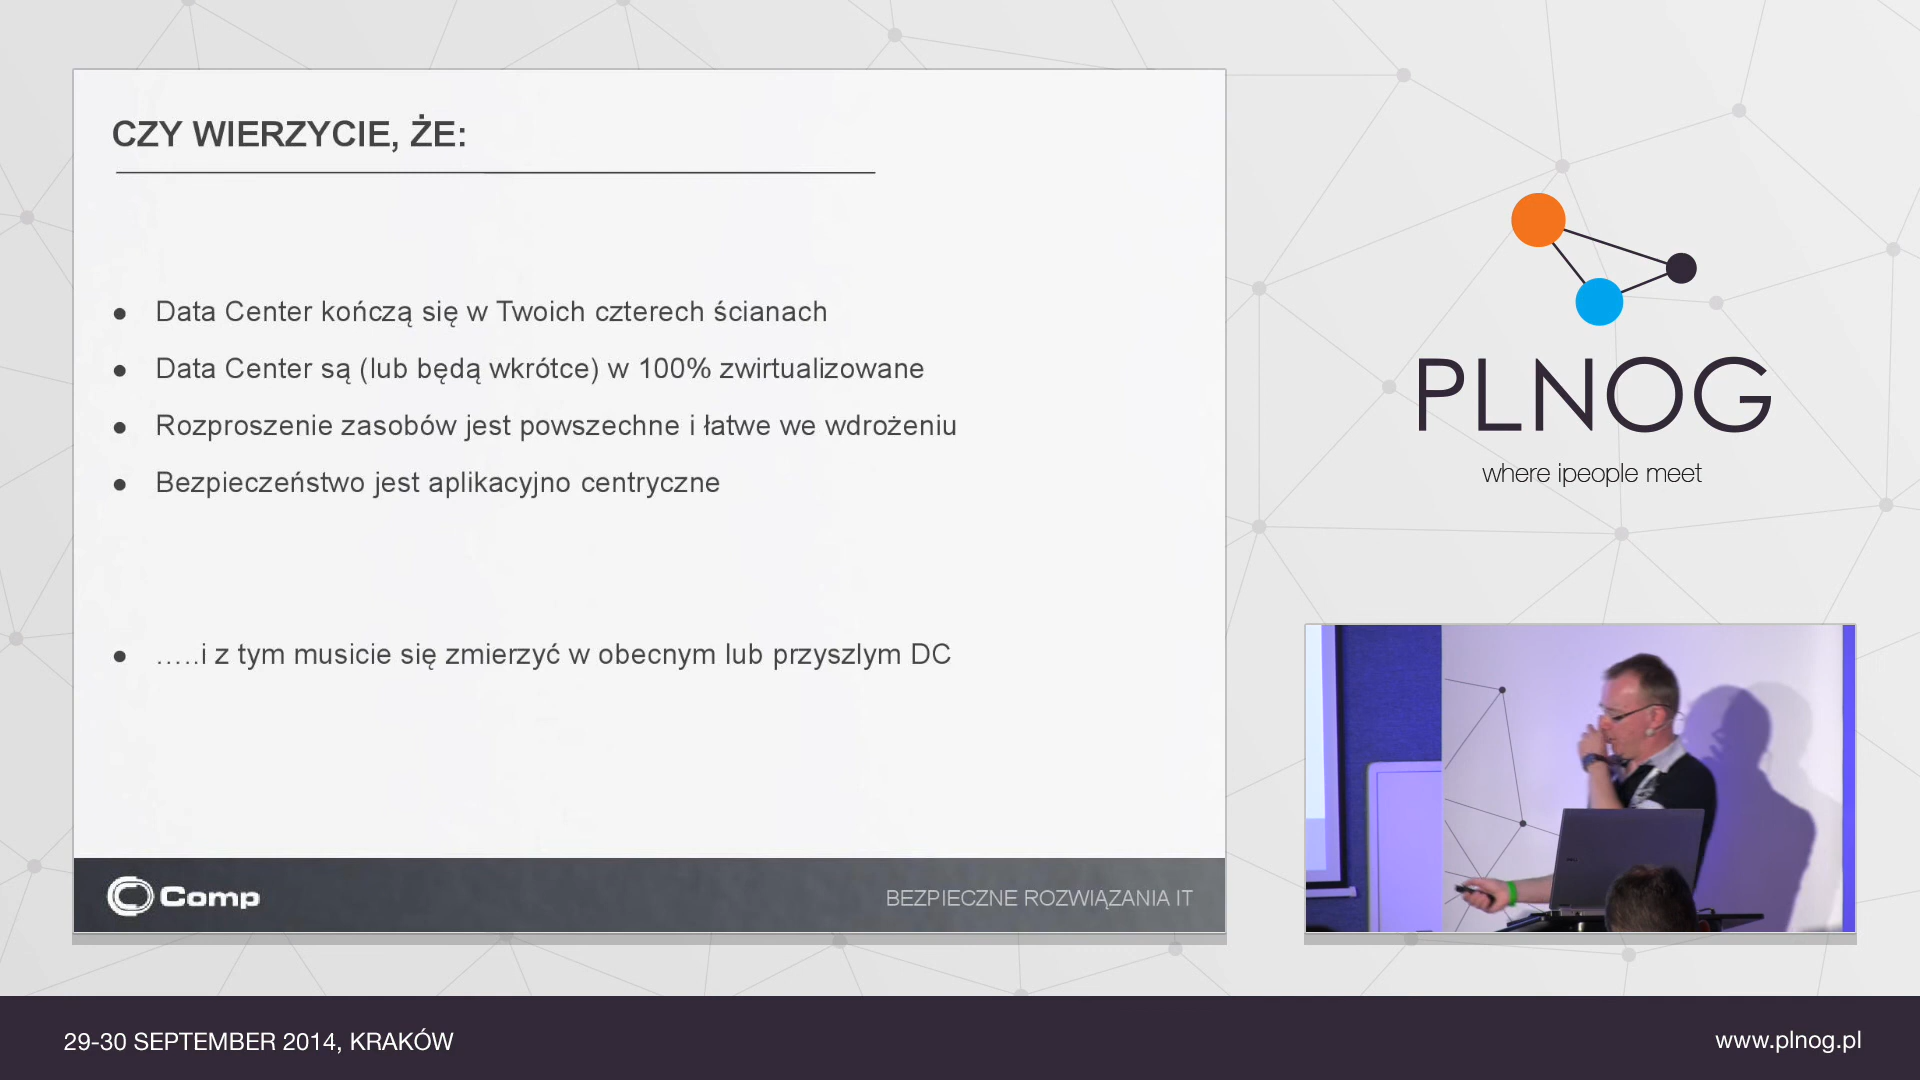 CZY WIERZYCIE, ŻE:
● Data Center kończą się w Twoich czterech ścianach
● Data Center są (lub będą wkrótce) w 100% zwirtualizowane
● Rozproszenie zasobów jest powszechne i łatwe we wdrożeniu
● Bezpieczeństwo jest aplikacyjno centryczne
● …..i z tym musicie się zmierzyć w obecnym lub przyszlym DC
Comp
BEZPIECZNE ROZWIĄZANIA IT
PLNOG
where ipeople meet
29-30 SEPTEMBER 2014, KRAKÓW
www.plnog.pl